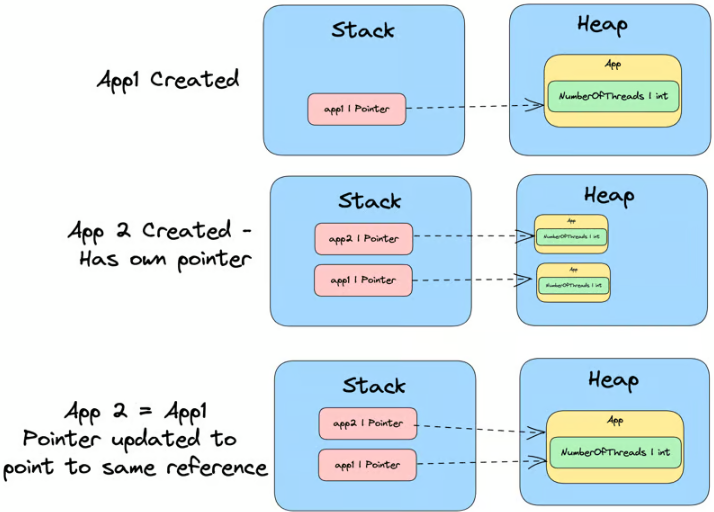 Stack
Heap
App1 Created
App
NumberOfThreads | int
app1 | Pointer
Stack
Heap
App 2 Created -
Has own pointer
app2 | Pointer
App
NumberOfThreads | int
app1 | Pointer
App
NumberOfThreads | int
Stack
Heap
App 2 = App1
Pointer updated to
point to same reference
app2 | Pointer
App
NumberOfThreads | int
app1 | Pointer